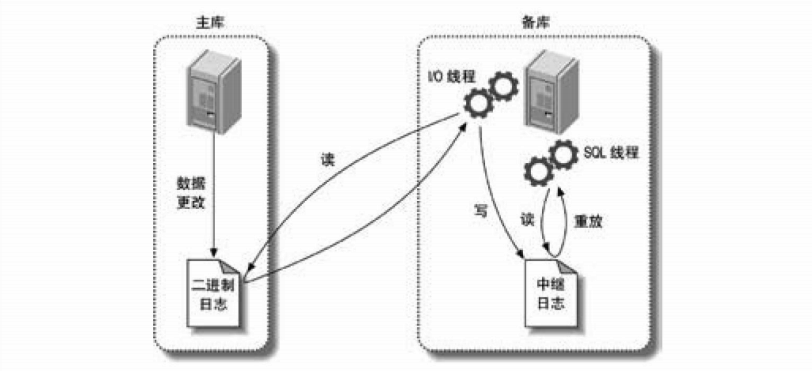 主库
备库
I/O 线程
SQL 线程
读
数据
更改
写
读
重放
二进制
日志
中继
日志